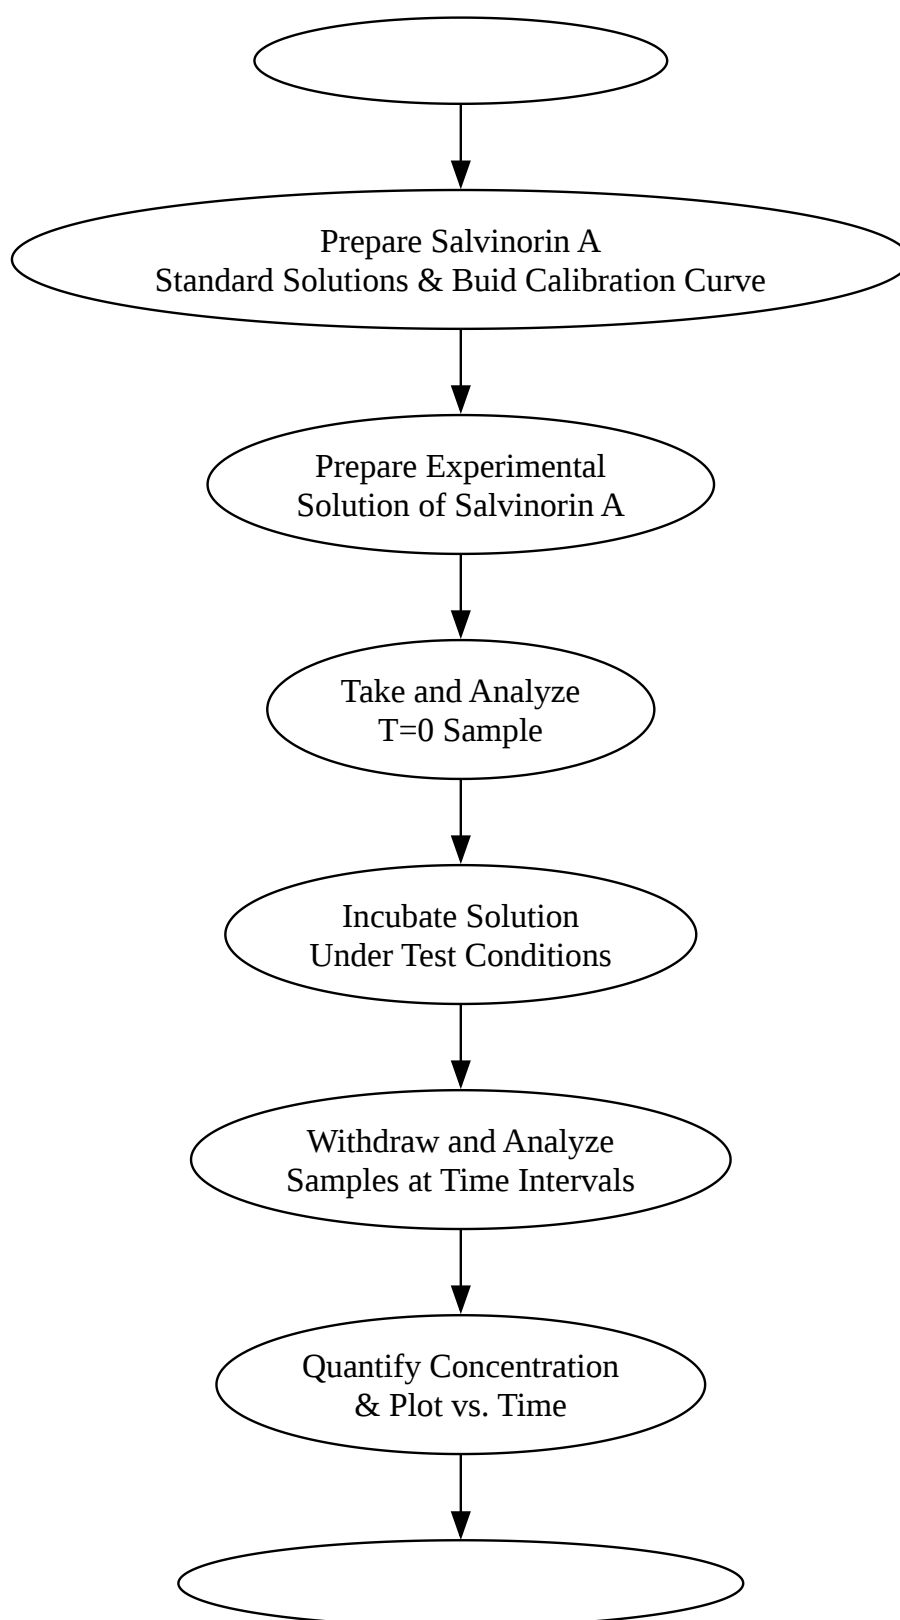 Prepare Salvinorin A
Standard Solutions & Buid Calibration Curve
Prepare Experimental
Solution of Salvinorin A
Take and Analyze
T=0 Sample
Incubate Solution
Under Test Conditions
Withdraw and Analyze
Samples at Time Intervals
Quantify Concentration
& Plot vs. Time